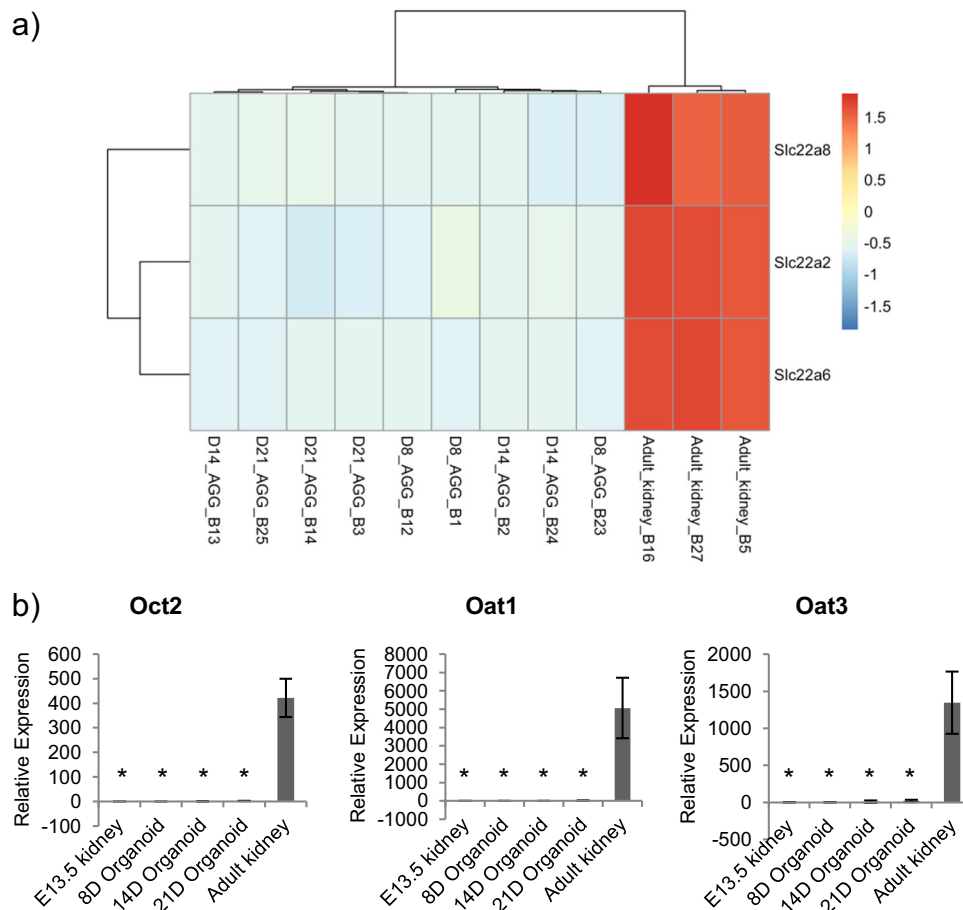 a)
1.5
1
0.5
0
-0.5
-1
-1.5
Slc22a8
Slc22a2
Slc22a6
D14_AGG_B13
D21_AGG_B25
D21_AGG_B14
D21_AGG_B3
D8_AGG_B12
D8_AGG_B1
D14_AGG_B2
D14_AGG_B24
D8_AGG_B23
Adult_kidney_B16
Adult_kidney_B27
Adult_kidney_B5
b)
Oct2
Relative Expression
600
500
400
300
200
100
0
-100
* * * *
E13.5 kidney
8D Organoid
14D Organoid
21D Organoid
Adult kidney
Oat1
Relative Expression
8000
7000
6000
5000
4000
3000
2000
1000
0
-1000
* * * *
E13.5 kidney
8D Organoid
14D Organoid
21D Organoid
Adult kidney
Oat3
Relative Expression
2000
1500
1000
500
0
-500
* * * *
E13.5 kidney
8D Organoid
14D Organoid
21D Organoid
Adult kidney